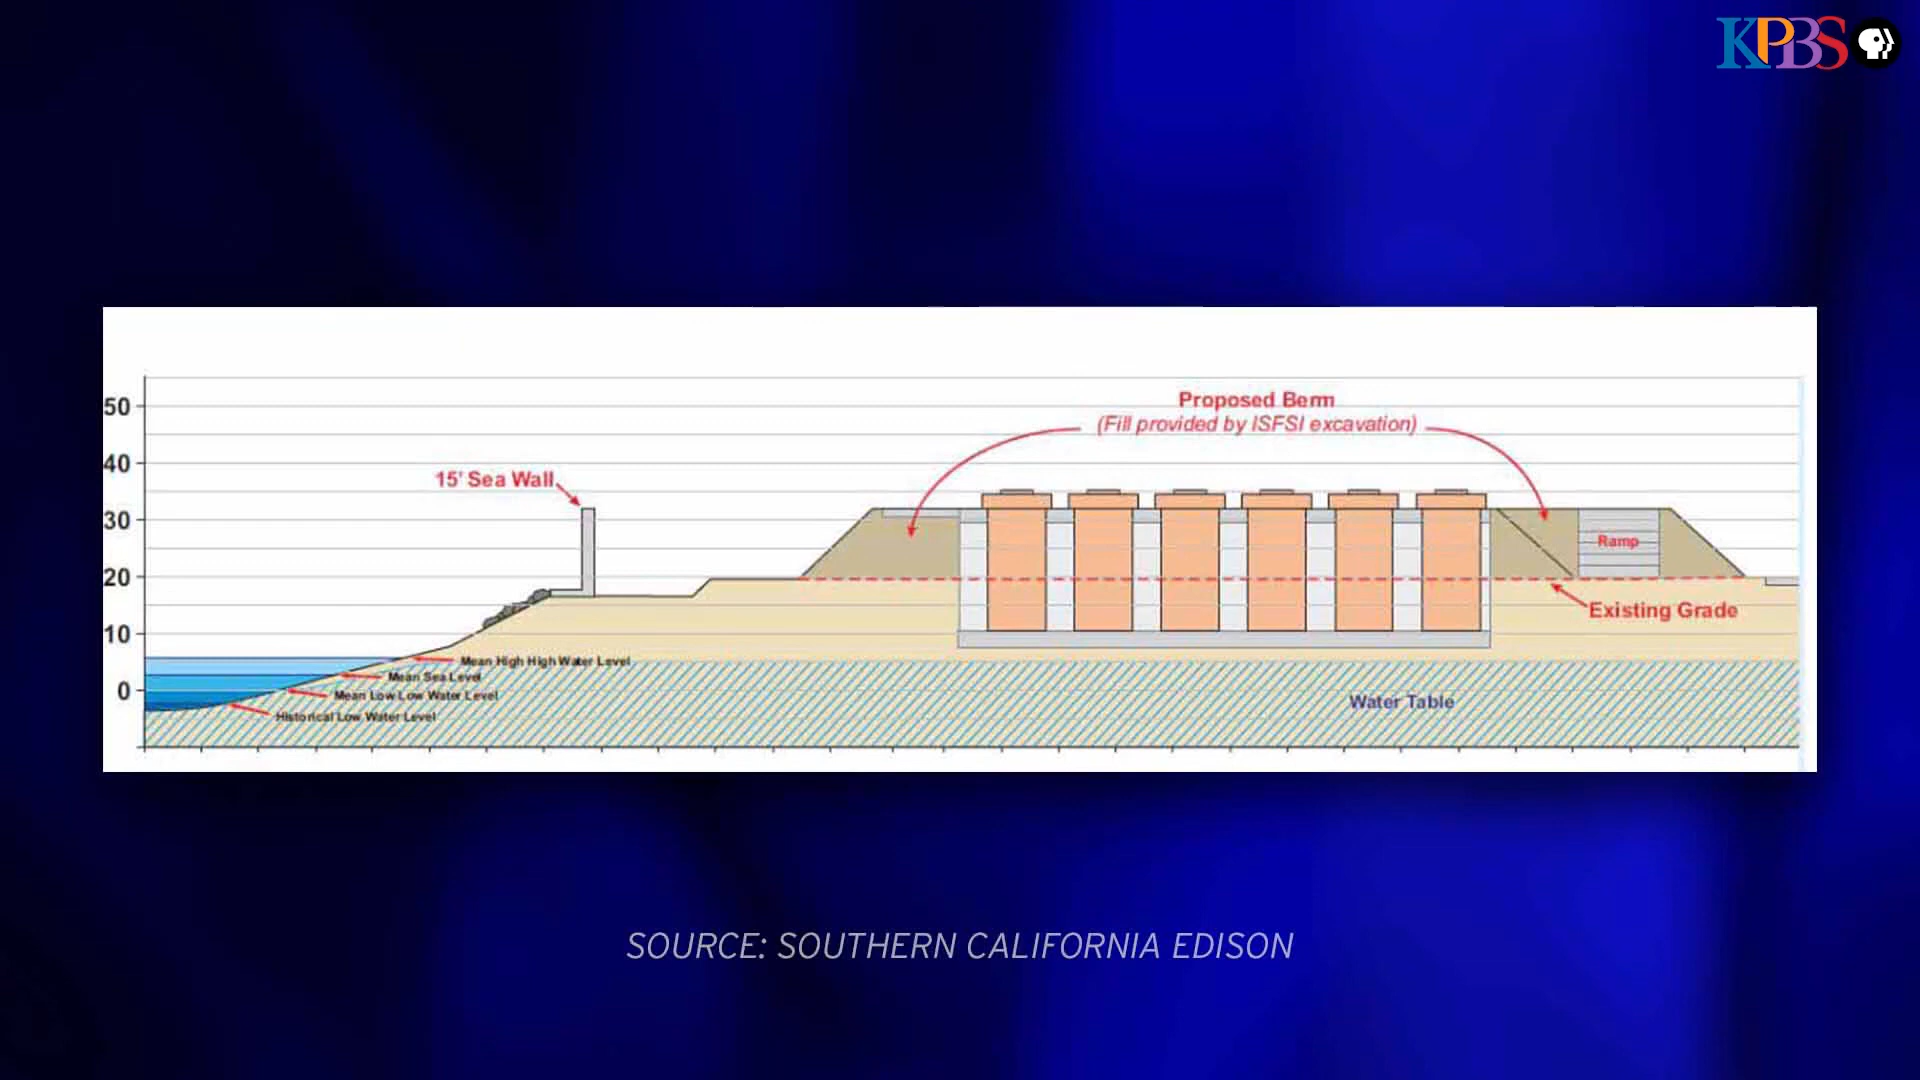 KPBS
50
40
30
20
10
0
Proposed Berm
(Fill provided by ISFSI excavation)
15' Sea Wall
Ramp
Existing Grade
Mean High High Water Level
Mean Sea Level
Mean Low Low Water Level
Historical Low Water Level
Water Table
SOURCE: SOUTHERN CALIFORNIA EDISON